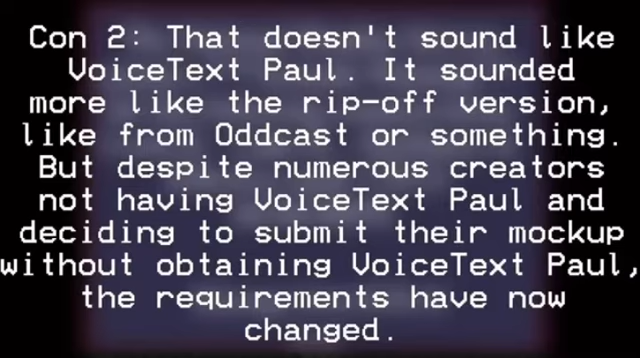 Con 2: That doesn't sound like
VoiceText Paul. It sounded
more like the rip-off version,
like from Oddcast or something.
But despite numerous creators
not having VoiceText Paul and
deciding to submit their mockup
without obtaining VoiceText Paul,
the requirements have now
changed.